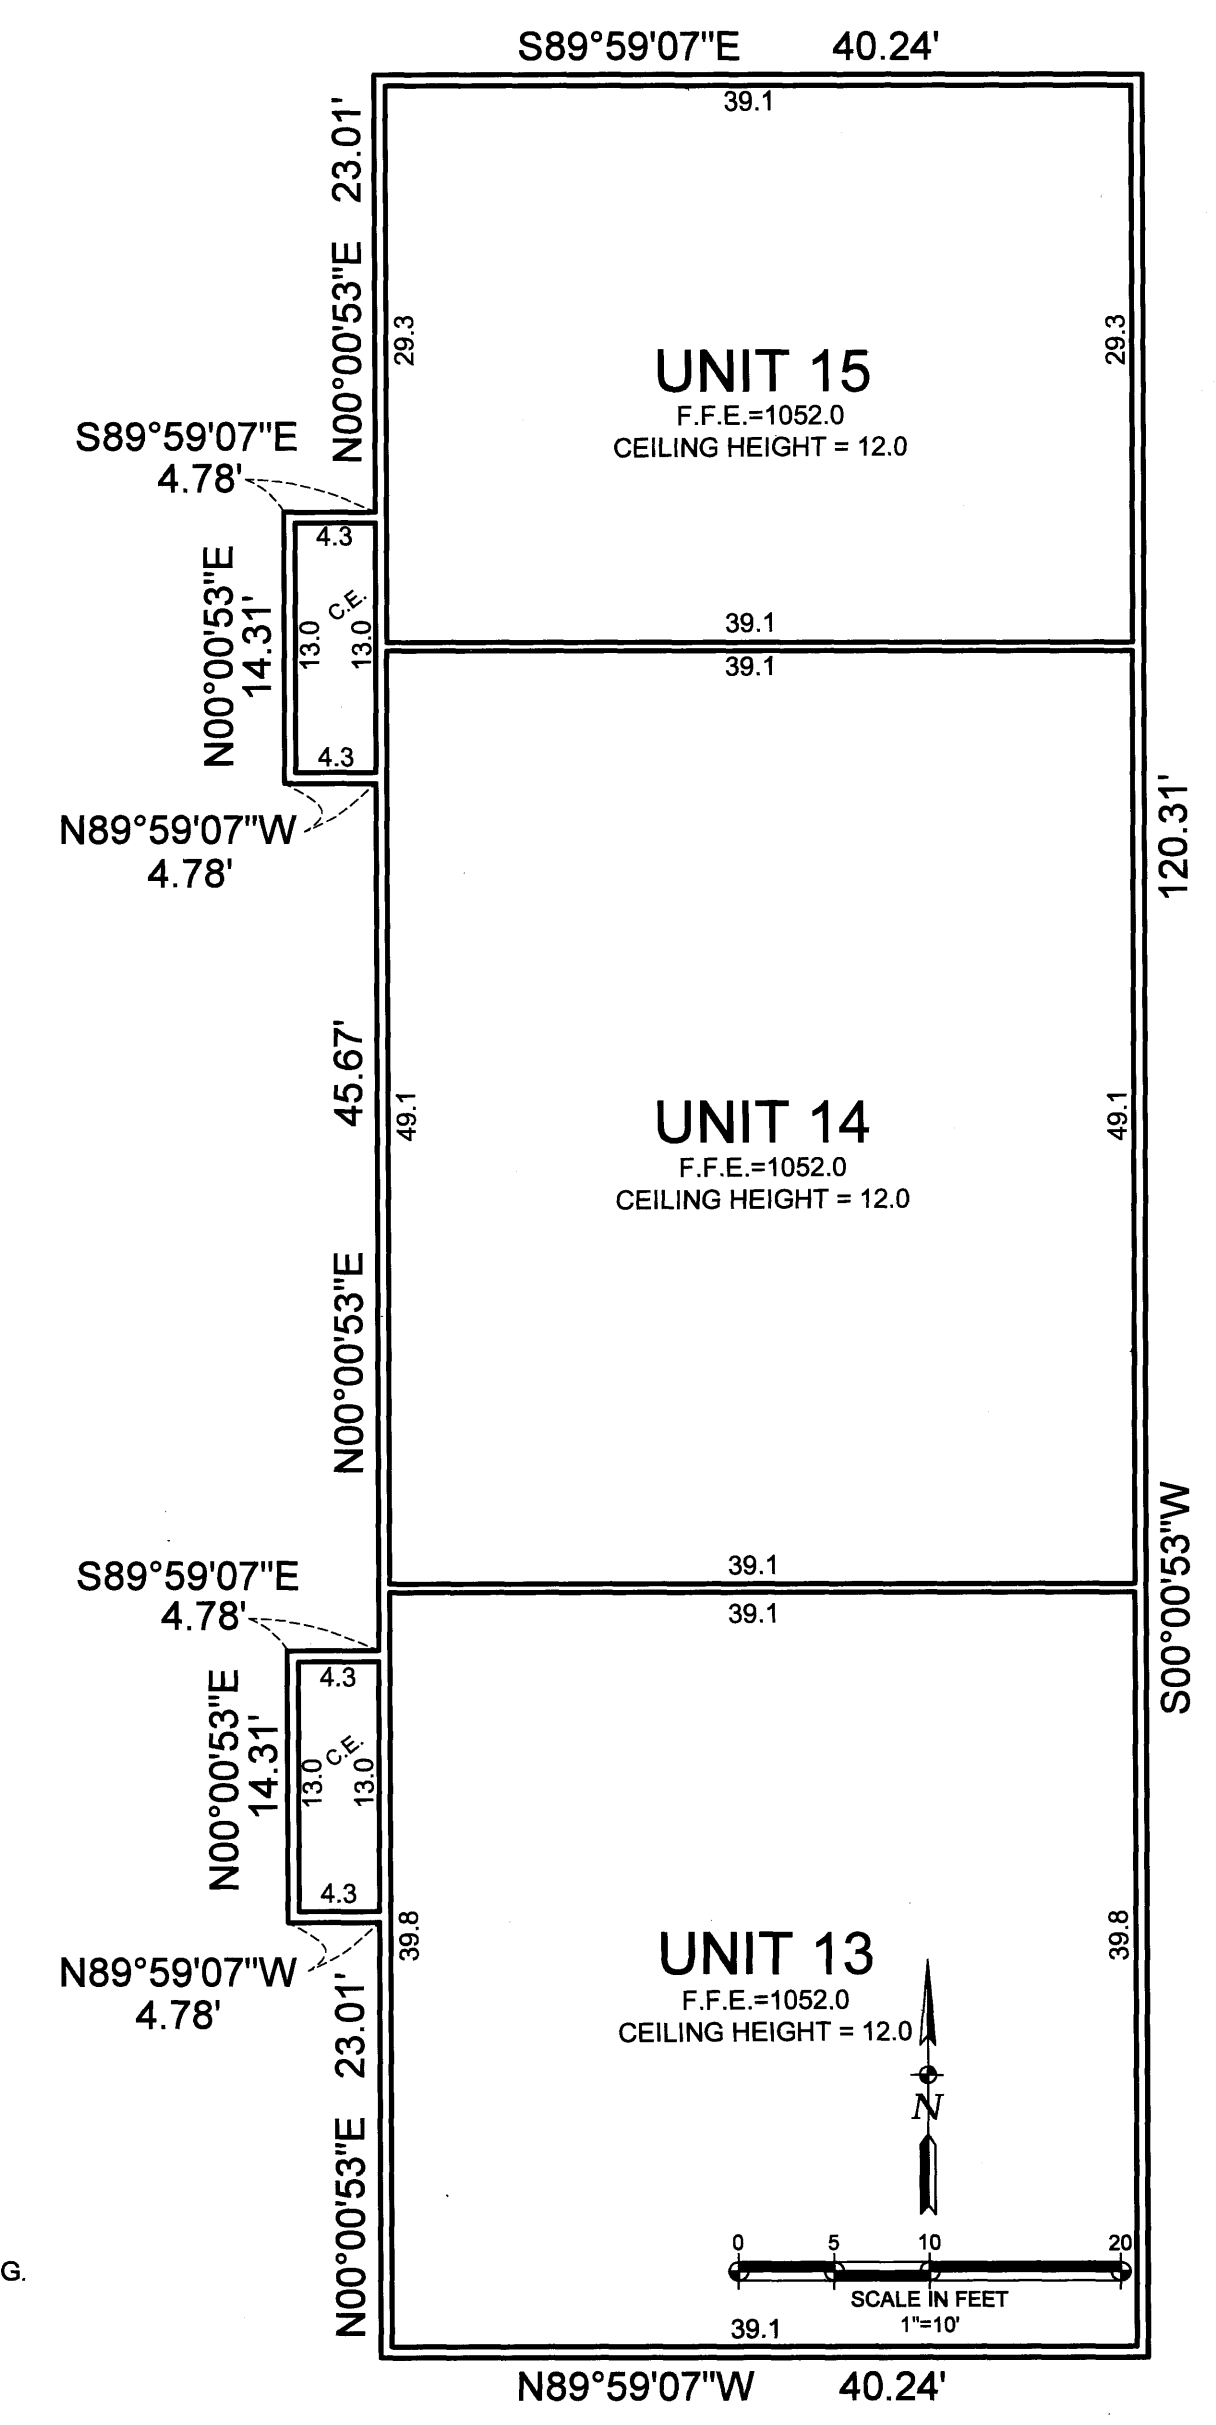 S89°59'07"E 40.24'
39.1
N00°00'53"E 23.01'
29.3
29.3
UNIT 15
F.F.E.=1052.0
CEILING HEIGHT = 12.0
S89°59'07"E
4.78'
4.3
C.E.
N00°00'53"E
14.31'
13.0
13.0
4.3
39.1
39.1
N89°59'07"W
4.78'
120.31'
N00°00'53"E 45.67'
49.1
49.1
UNIT 14
F.F.E.=1052.0
CEILING HEIGHT = 12.0
S00°00'53"W
39.1
39.1
S89°59'07"E
4.78'
4.3
C.E.
N00°00'53"E
14.31'
13.0
13.0
4.3
39.8
39.8
UNIT 13
F.F.E.=1052.0
CEILING HEIGHT = 12.0
N89°59'07"W
4.78'
N00°00'53"E 23.01'
N
0 5 10 20
SCALE IN FEET
1"=10'
G.
39.1
N89°59'07"W 40.24'